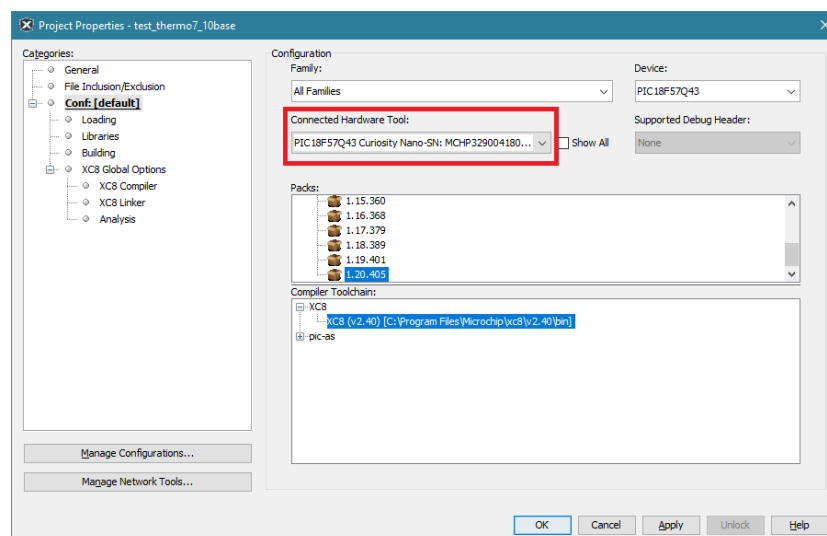 Project Properties - test_thermo7_10base
Categories:
General
File Inclusion/Exclusion
Conf: [default]
Loading
Libraries
Building
XC8 Global Options
XC8 Compiler
XC8 Linker
Analysis
Manage Configurations...
Manage Network Tools...
Configuration
Family:
Device:
All Families
PIC18F57Q43
Connected Hardware Tool:
Supported Debug Header:
PIC18F57Q43 Curiosity Nano-SN: MCHP329004180...
Show All
None
Packs:
1.15.360
1.16.368
1.17.379
1.18.389
1.19.401
1.20.405
Compiler Toolchain:
XC8
XC8 (v2.40) [C:\Program Files\Microchip\xc8\v2.40\bin]
pic-as
OK
Cancel
Apply
Unlock
Help